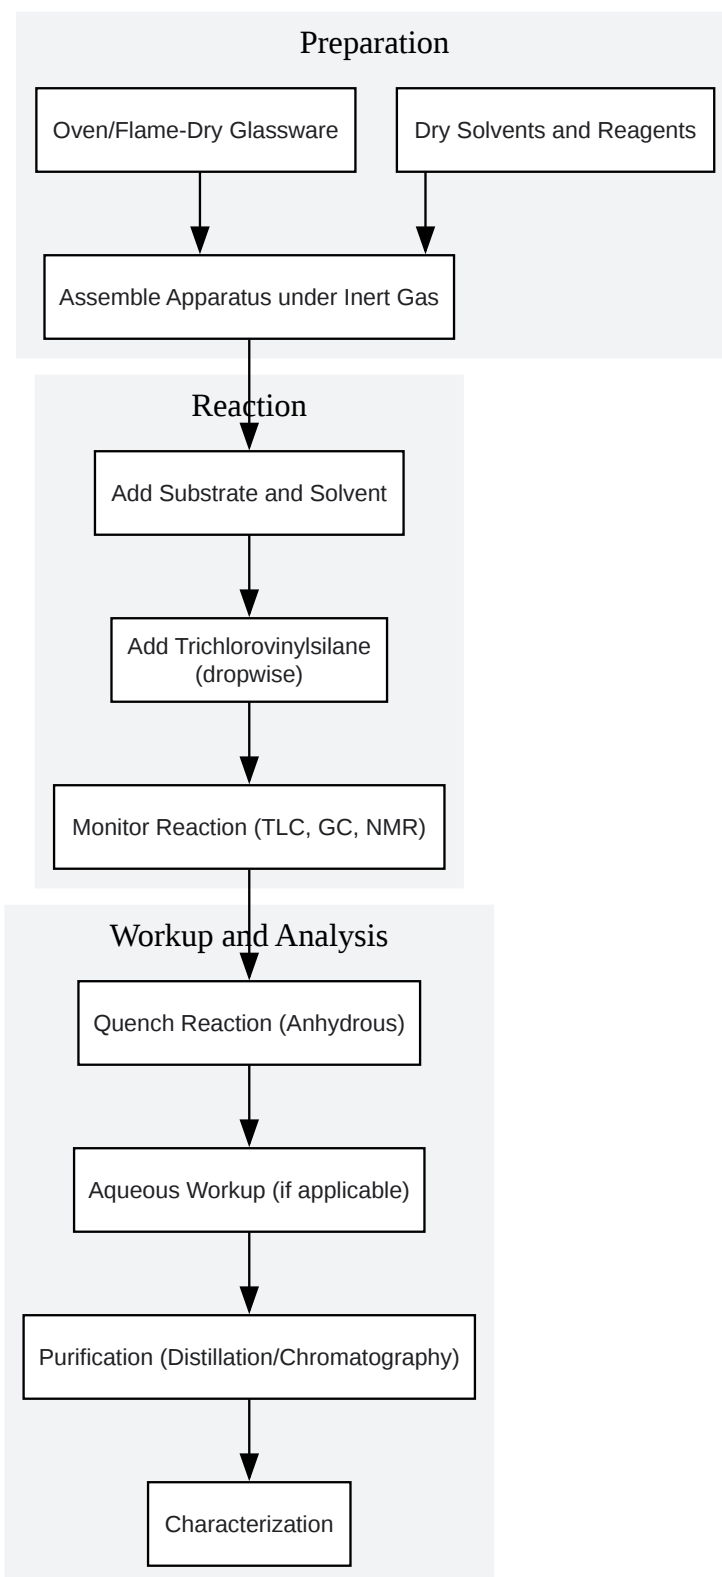 Preparation
Oven/Flame-Dry Glassware
Dry Solvents and Reagents
Assemble Apparatus under Inert Gas
Reaction
Add Substrate and Solvent
Add Trichlorovinylsilane
(dropwise)
Monitor Reaction (TLC, GC, NMR)
Workup and Analysis
Quench Reaction (Anhydrous)
Aqueous Workup (if applicable)
Purification (Distillation/Chromatography)
Characterization